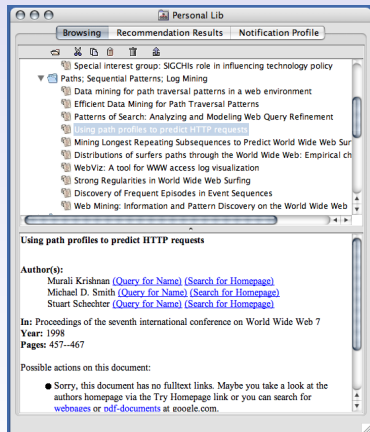 Personal Lib
Browsing Recommendation Results Notification Profile
Special interest group: SIGCHIs role in influencing technology policy
Paths; Sequential Patterns; Log Mining
Data mining for path traversal patterns in a web environment
Efficient Data Mining for Path Traversal Patterns
Patterns of Search: Analyzing and Modeling Web Query Refinement
Using path profiles to predict HTTP requests
Mining Longest Repeating Subsequences to Predict World Wide Web Sur
Distributions of surfers paths through the World Wide Web: Empirical ch
WebViz: A tool for WWW access log visualization
Strong Regularities in World Wide Web Surfing
Discovery of Frequent Episodes in Event Sequences
Web Mining: Information and Pattern Discovery on the World Wide Web
Using path profiles to predict HTTP requests
Author(s):
Murali Krishnan (Query for Name) (Search for Homepage)
Michael D. Smith (Query for Name) (Search for Homepage)
Stuart Schechter (Query for Name) (Search for Homepage)
In: Proceedings of the seventh international conference on World Wide Web 7
Year: 1998
Pages: 457--467
Possible actions on this document:
● Sorry, this document has no fulltext links. Maybe you take a look at the
authors homepage via the Try Homepage link or you can search for
webpages or pdf-documents at google.com.